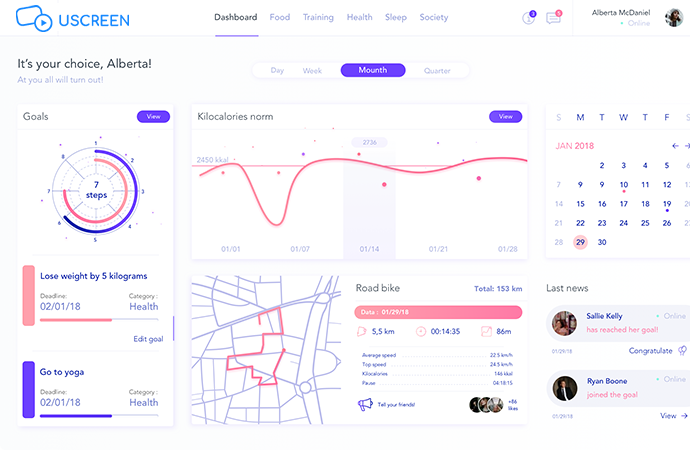 USCREEN
Dashboard Food Training Health Sleep Society
3
5
Alberta McDaniel
Online
It's your choice, Alberta!
At you all will turn out!
Day Week Mounth Quarter
Goals View
1
2
3
4
5
6
7
8
7
steps
Lose weight by 5 kilograms
Deadline: Category:
02/01/18 Health
Edit goal
Go to yoga
Deadline: Category:
02/01/18 Health
Kilocalories norm View
2736
2450 kkal
01/01 01/07 01/14 01/21 01/28
Road bike Total: 153 km
Data : 01/29/18
5,5 km 00:14:35 86m
Average speed 22.5 km/h
Top speed 24.5 km/h
Kilocalories 146 kcal
Pause 04:18:15
Tell your friends!
+86
likes
S M T W T F S
JAN 2018
2 3 4 5
7 8 9 10 11 12
14 15 16 17 18 19
21 22 23 24 25 26
28 29 30
Last news
Sallie Kelly Online
has reached her goal!
01/29/18 Congratulate
Ryan Boone Online
joined the goal
01/29/18 View